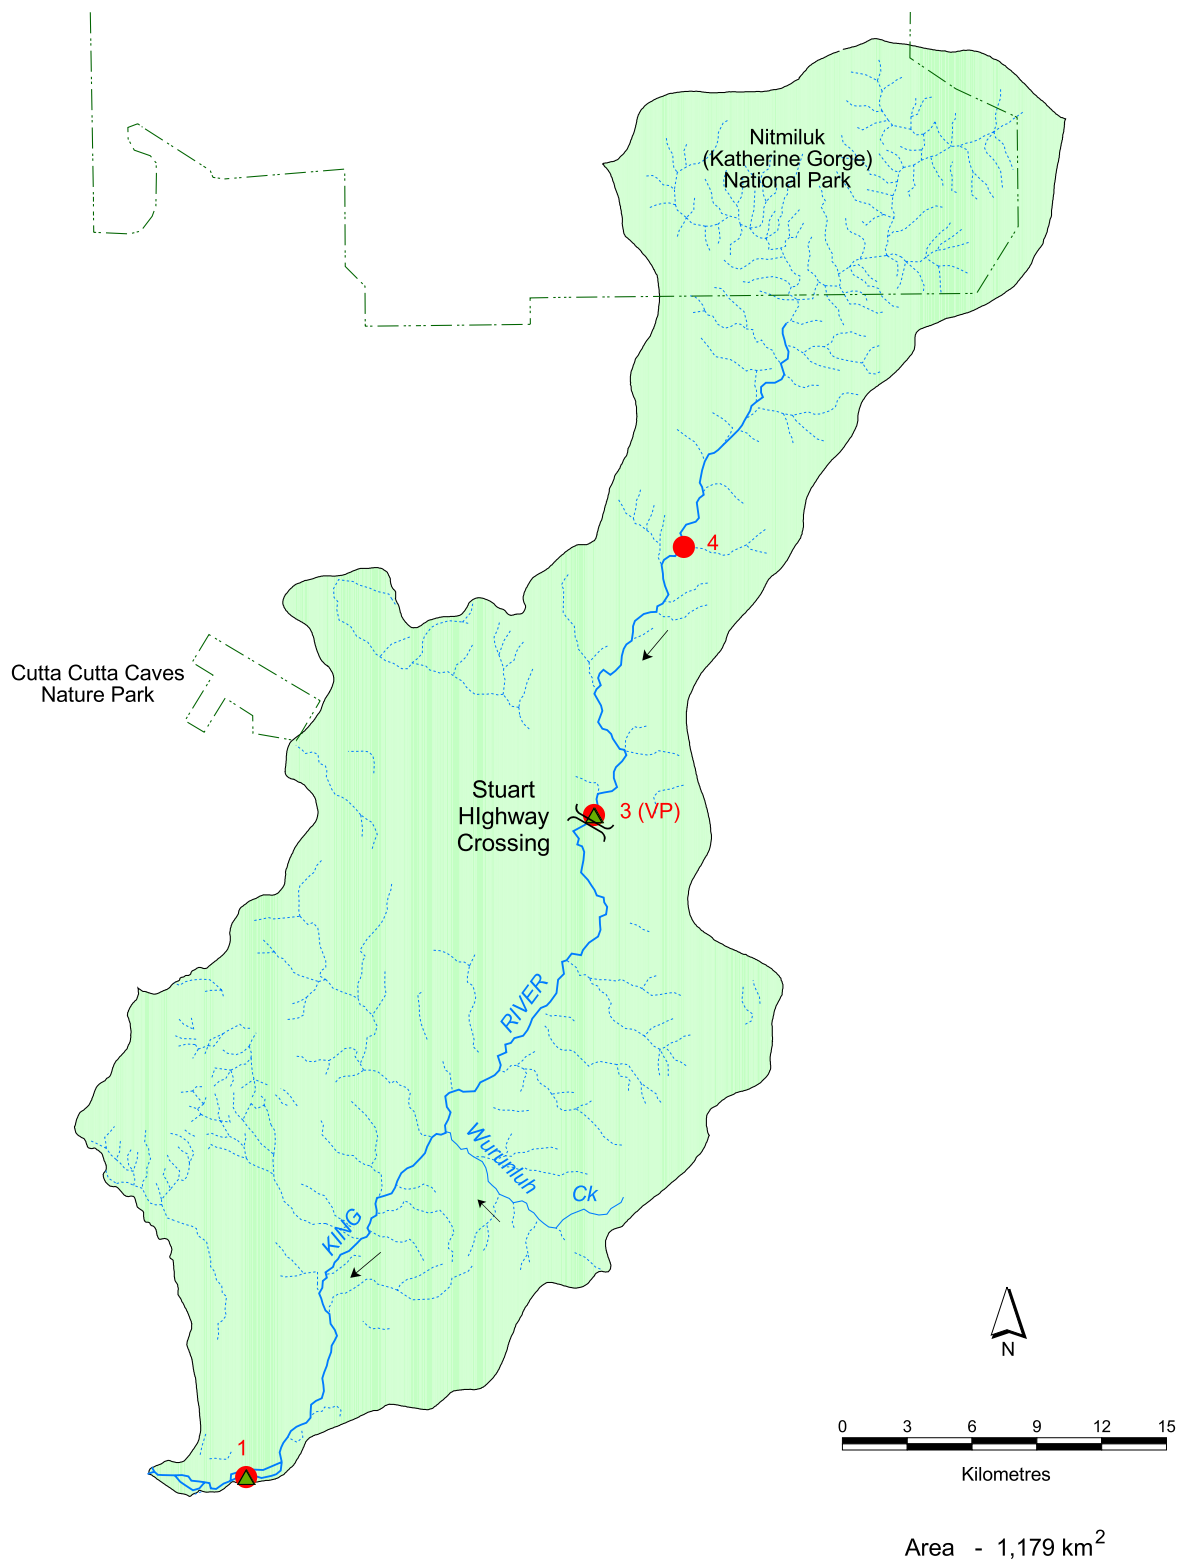 Nitmiluk
(Katherine Gorge)
National Park
4
Cutta Cutta Caves
Nature Park
Stuart
HIghway
Crossing
3 (VP)
RIVER
Wurunluh
Ck
KING
N
1
0 3 6 9 12 15
Kilometres
Area - 1,179 km²